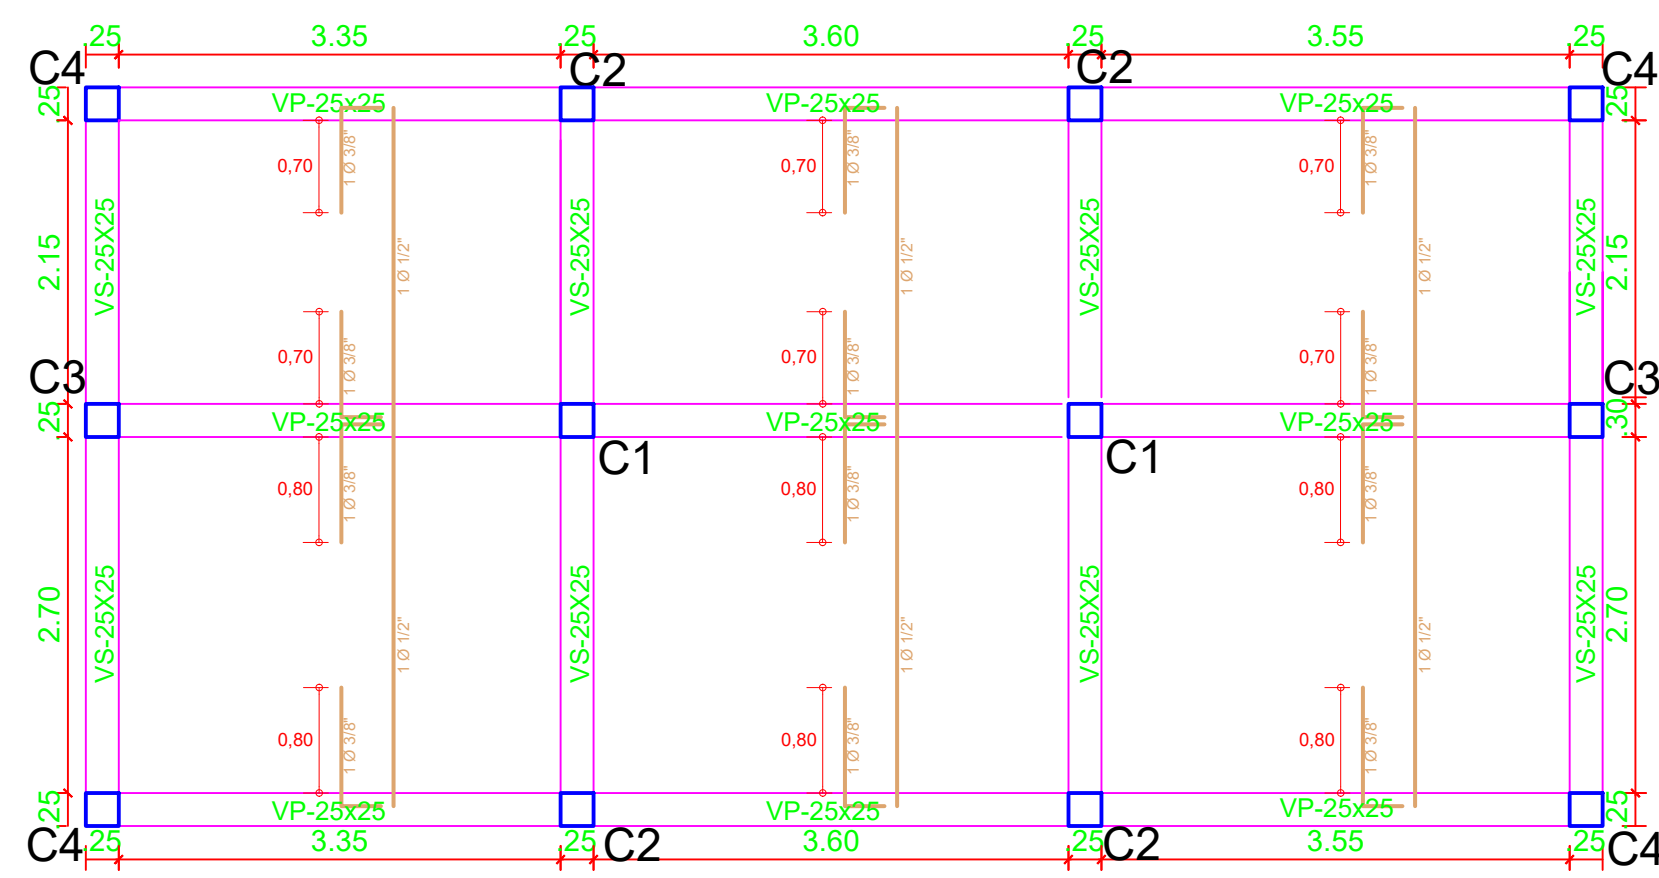 .25 3.35 .25 3.60 .25 3.55 .25
C4 C2 C2 C4
.25 VP-25x25 VP-25x25 VP-25x25 .25
0,70 1 Ø 3/8" 0,70 1 Ø 3/8" 0,70 1 Ø 3/8"
2.15 VS-25X25 1 Ø 1/2" VS-25X25 1 Ø 1/2" VS-25X25 1 Ø 1/2" VS-25X25 2.15
0,70 1 Ø 3/8" 0,70 1 Ø 3/8" 0,70 1 Ø 3/8"
C3 C3
.25 VP-25x25 VP-25x25 VP-25x25 .30
C1 C1
0,80 1 Ø 3/8" 0,80 1 Ø 3/8" 0,80 1 Ø 3/8"
2.70 VS-25X25 1 Ø 1/2" VS-25X25 1 Ø 1/2" VS-25X25 1 Ø 1/2" VS-25X25 2.70
0,80 1 Ø 3/8" 0,80 1 Ø 3/8" 0,80 1 Ø 3/8"
.25 VP-25x25 VP-25x25 VP-25x25 .25
C4 .25 3.35 .25 C2 3.60 .25 C2 3.55 .25 C4